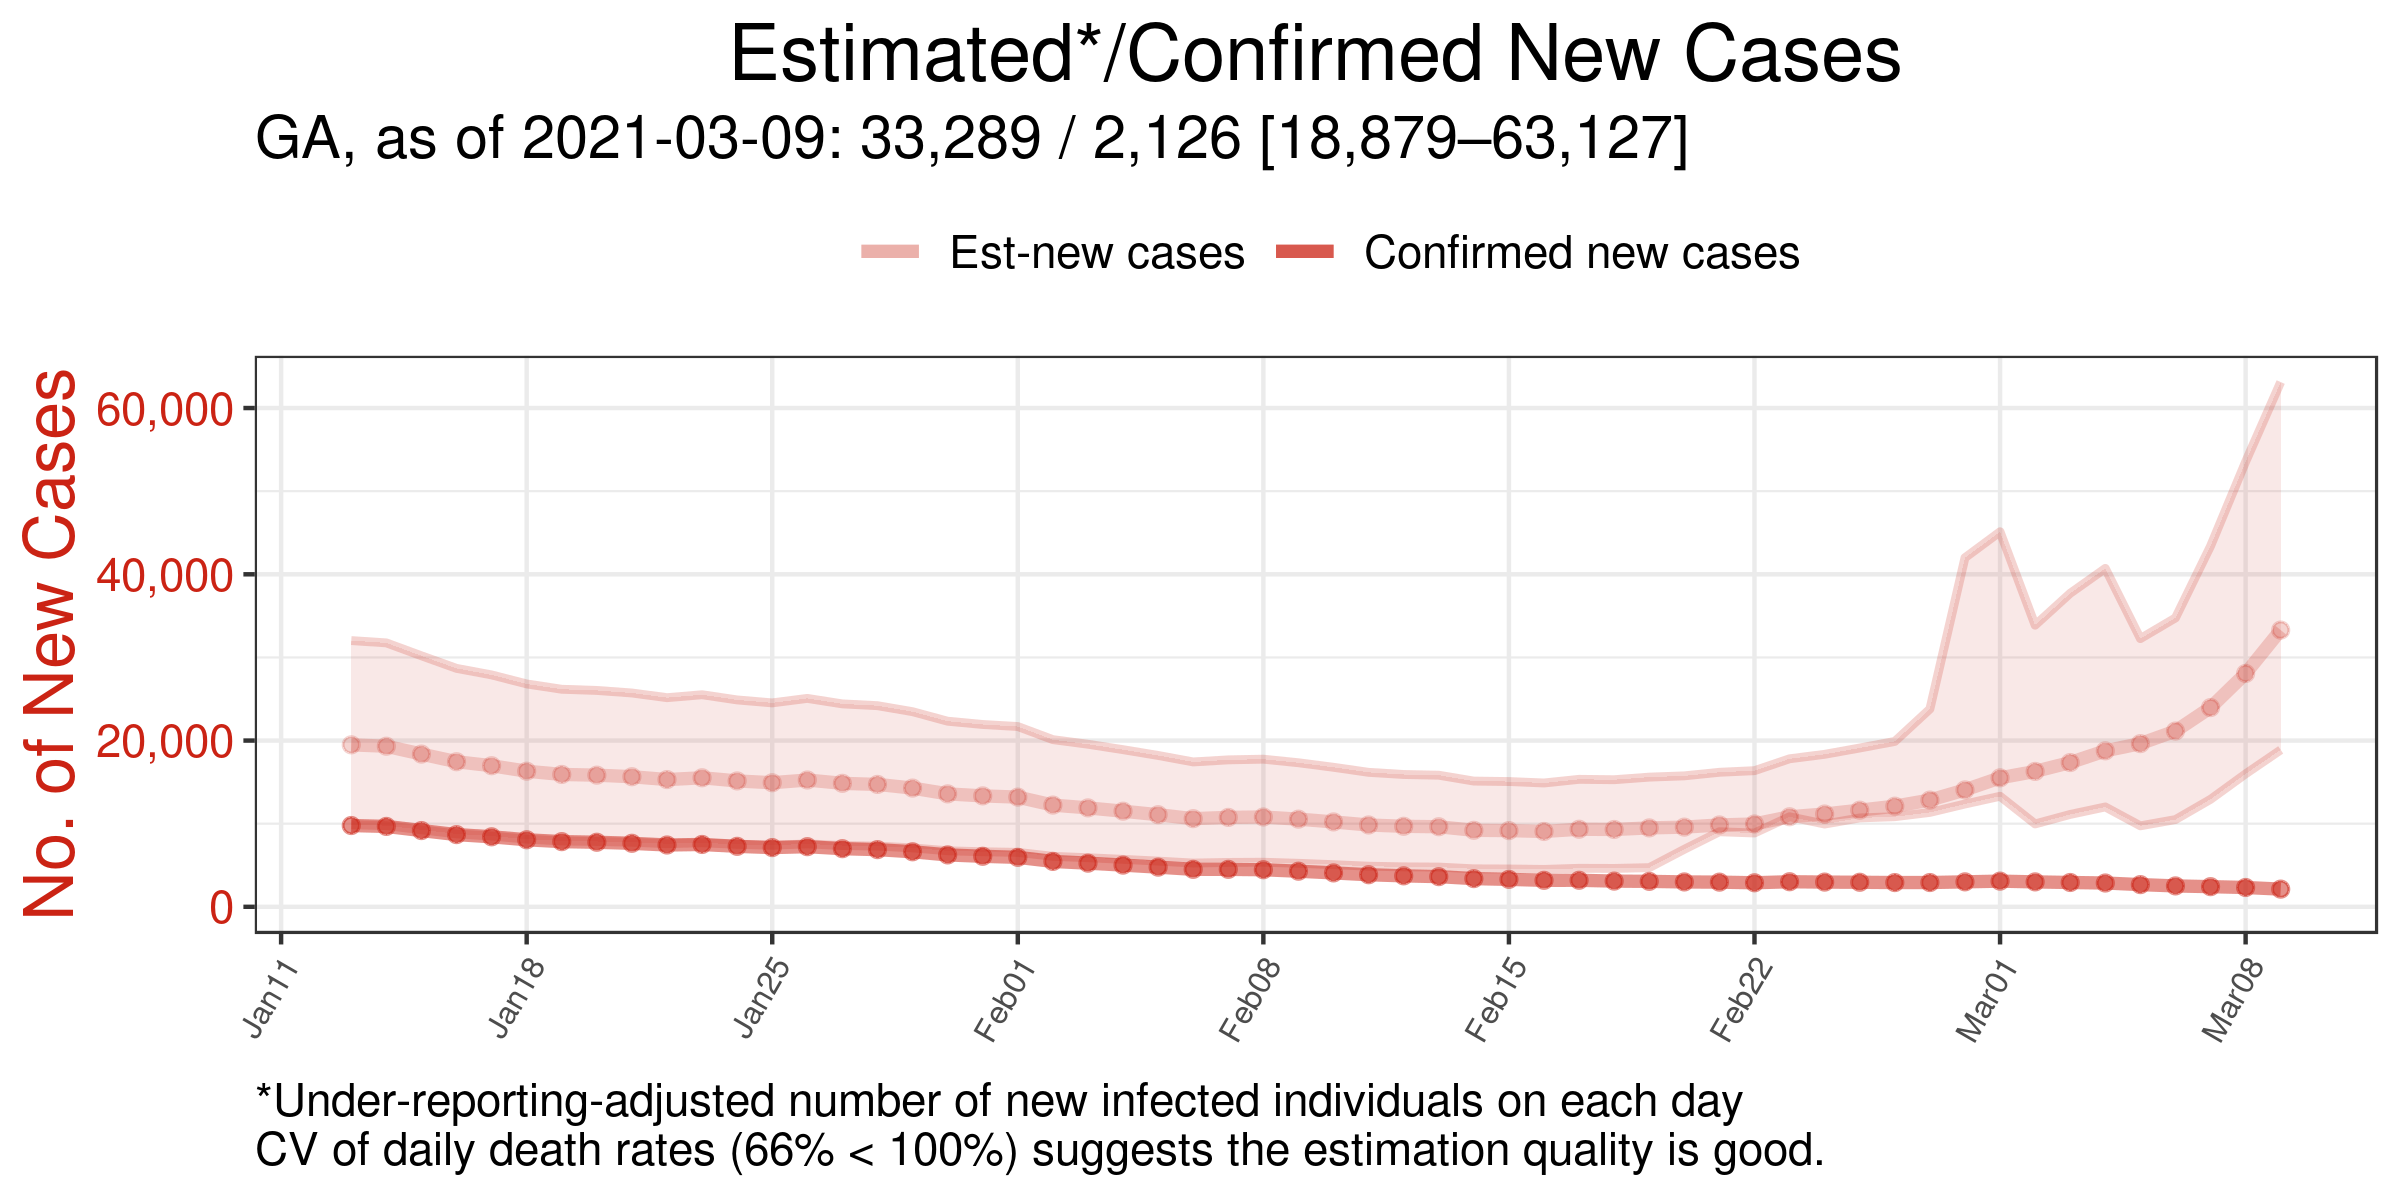 Estimated*/Confirmed New Cases
GA, as of 2021-03-09: 33,289 / 2,126 [18,879–63,127]
Est-new cases
Confirmed new cases
No. of New Cases
60,000
40,000
20,000
0
Jan11
Jan18
Jan25
Feb01
Feb08
Feb15
Feb22
Mar01
Mar08
*Under-reporting-adjusted number of new infected individuals on each day
CV of daily death rates (66% < 100%) suggests the estimation quality is good.